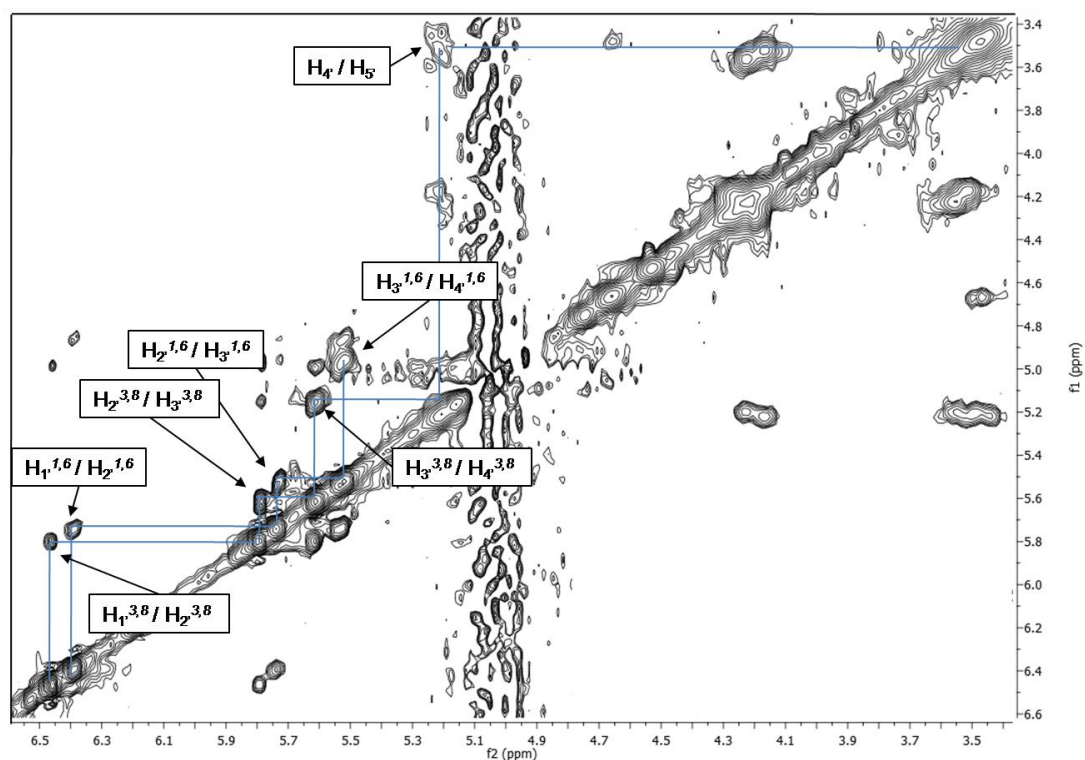 H4' / H5'
H3'1,6 / H4'1,6
H2'1,6 / H3'1,6
H2'3,8 / H3'3,8
H1'1,6 / H2'1,6
H3'3,8 / H4'3,8
H1'3,8 / H2'3,8
3.4
3.6
3.8
4.0
4.2
4.4
4.6
4.8
5.0
5.2
5.4
5.6
5.8
6.0
6.2
6.4
6.6
f1 (ppm)
6.5 6.3 6.1 5.9 5.7 5.5 5.3 5.1 4.9 4.7 4.5 4.3 4.1 3.9 3.7 3.5
f2 (ppm)